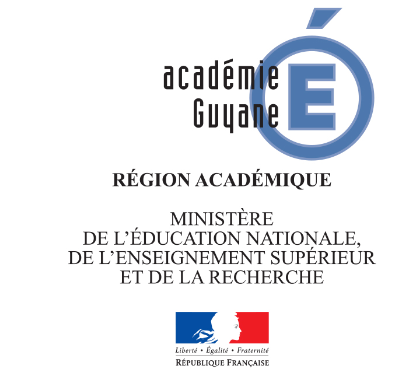 académie
Guyane
É
RÉGION ACADÉMIQUE
MINISTÈRE
DE L'ÉDUCATION NATIONALE,
DE L'ENSEIGNEMENT SUPÉRIEUR
ET DE LA RECHERCHE
Liberté • Égalité • Fraternité
RÉPUBLIQUE FRANÇAISE